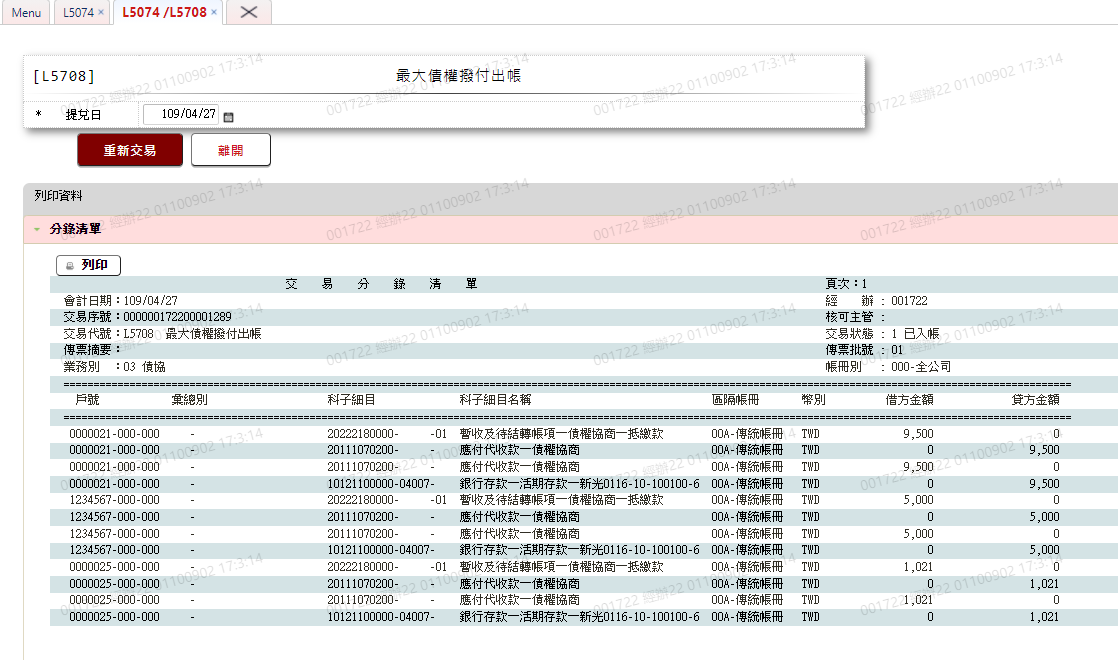 Menu L5074 × L5074 /L5708 ×
[L5708] 最大債權撥付出帳
* 提兌日 109/04/27
重新交易 離開
列印資料
分錄清單
列印
交 易 分 錄 清 單 頁次：1
會計日期：109/04/27 經 辦 ： 001722
交易序號：000000172200001289 核可主管 ：
交易代號：L5708 最大債權撥付出帳 交易狀態 ： 1 已入帳
傳票摘要： 傳票批號 ： 01
業務別 ：03 債協 帳冊別 ： 000-全公司
戶號 彙總別 科子細目 科子細目名稱 區隔帳冊 幣別 借方金額 貸方金額
0000021-000-000 - 20222180000- -01 暫收及待結轉帳項－債權協商－抵繳款 00A-傳統帳冊 TWD 9,500 0
0000021-000-000 - 20111070200- - 應付代收款－債權協商 00A-傳統帳冊 TWD 0 9,500
0000021-000-000 - 20111070200- - 應付代收款－債權協商 00A-傳統帳冊 TWD 9,500 0
0000021-000-000 - 10121100000-04007- 銀行存款－活期存款－新光0116-10-100100-6 00A-傳統帳冊 TWD 0 9,500
1234567-000-000 - 20222180000- -01 暫收及待結轉帳項－債權協商－抵繳款 00A-傳統帳冊 TWD 5,000 0
1234567-000-000 - 20111070200- - 應付代收款－債權協商 00A-傳統帳冊 TWD 0 5,000
1234567-000-000 - 20111070200- - 應付代收款－債權協商 00A-傳統帳冊 TWD 5,000 0
1234567-000-000 - 10121100000-04007- 銀行存款－活期存款－新光0116-10-100100-6 00A-傳統帳冊 TWD 0 5,000
0000025-000-000 - 20222180000- -01 暫收及待結轉帳項－債權協商－抵繳款 00A-傳統帳冊 TWD 1,021 0
0000025-000-000 - 20111070200- - 應付代收款－債權協商 00A-傳統帳冊 TWD 0 1,021
0000025-000-000 - 20111070200- - 應付代收款－債權協商 00A-傳統帳冊 TWD 1,021 0
0000025-000-000 - 10121100000-04007- 銀行存款－活期存款－新光0116-10-100100-6 00A-傳統帳冊 TWD 0 1,021
001722 經辦22 01100902 17:3:14